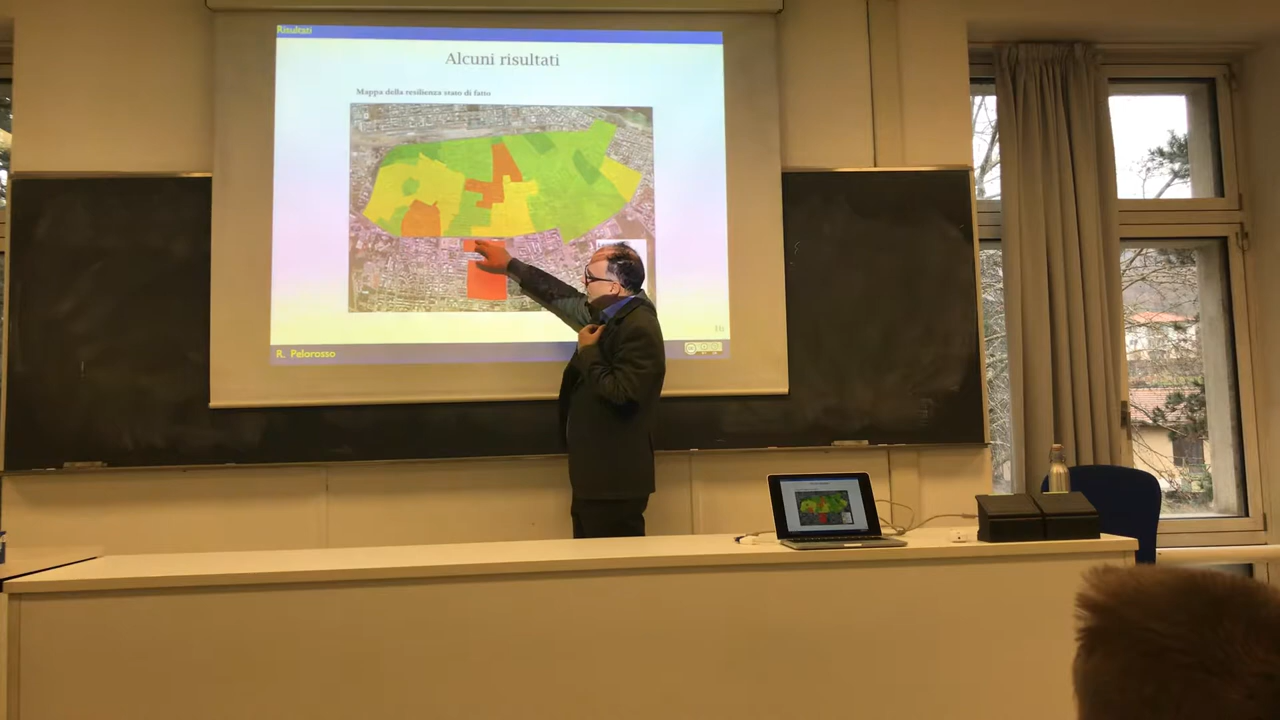 Risultati
Alcuni risultati
Mappa della resilienza stato di fatto
R. Pelorosso